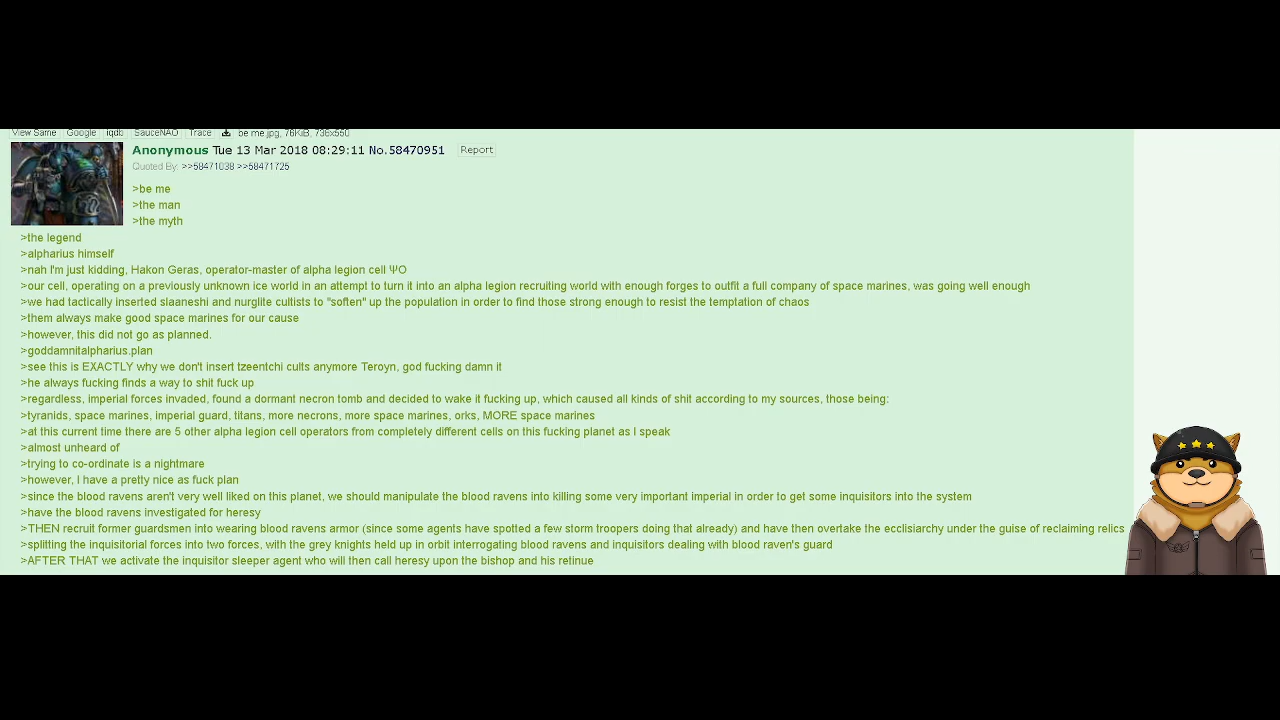 View Same Google iqdb SauceNAO Trace be me.jpg, 76KiB, 736x550
Anonymous Tue 13 Mar 2018 08:29:11 No.58470951 Report
Quoted By: >>58471038 >>58471725
>be me
>the man
>the myth
>the legend
>alpharius himself
>nah I'm just kidding, Hakon Geras, operator-master of alpha legion cell ΨΟ
>our cell, operating on a previously unknown ice world in an attempt to turn it into an alpha legion recruiting world with enough forges to outfit a full company of space marines, was going well enough
>we had tactically inserted slaaneshi and nurglite cultists to "soften" up the population in order to find those strong enough to resist the temptation of chaos
>them always make good space marines for our cause
>however, this did not go as planned.
>goddamnitalpharius.plan
>see this is EXACTLY why we don't insert tzeentchi cults anymore Teroyn, god fucking damn it
>he always fucking finds a way to shit fuck up
>regardless, imperial forces invaded, found a dormant necron tomb and decided to wake it fucking up, which caused all kinds of shit according to my sources, those being:
>tyranids, space marines, imperial guard, titans, more necrons, more space marines, orks, MORE space marines
>at this current time there are 5 other alpha legion cell operators from completely different cells on this fucking planet as I speak
>almost unheard of
>trying to co-ordinate is a nightmare
>however, I have a pretty nice as fuck plan
>since the blood ravens aren't very well liked on this planet, we should manipulate the blood ravens into killing some very important imperial in order to get some inquisitors into the system
>have the blood ravens investigated for heresy
>THEN recruit former guardsmen into wearing blood ravens armor (since some agents have spotted a few storm troopers doing that already) and have then overtake the ecclisiarchy under the guise of reclaiming relics
>splitting the inquisitorial forces into two forces, with the grey knights held up in orbit interrogating blood ravens and inquisitors dealing with blood raven's guard
>AFTER THAT we activate the inquisitor sleeper agent who will then call heresy upon the bishop and his retinue